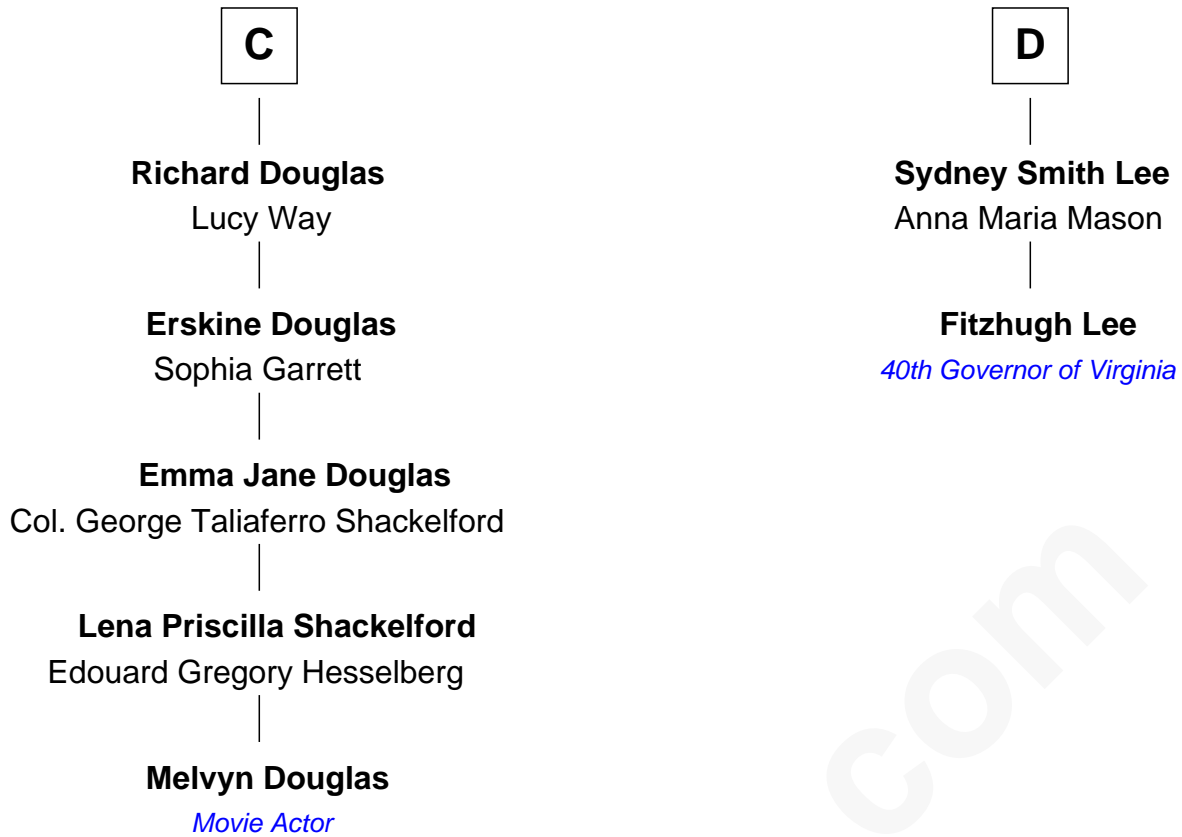 C
Richard Douglas
Lucy Way
Erskine Douglas
Sophia Garrett
Emma Jane Douglas
Col. George Taliaferro Shackelford
Lena Priscilla Shackelford
Edouard Gregory Hesselberg
Melvyn Douglas
Movie Actor
D
Sydney Smith Lee
Anna Maria Mason
Fitzhugh Lee
40th Governor of Virginia
com